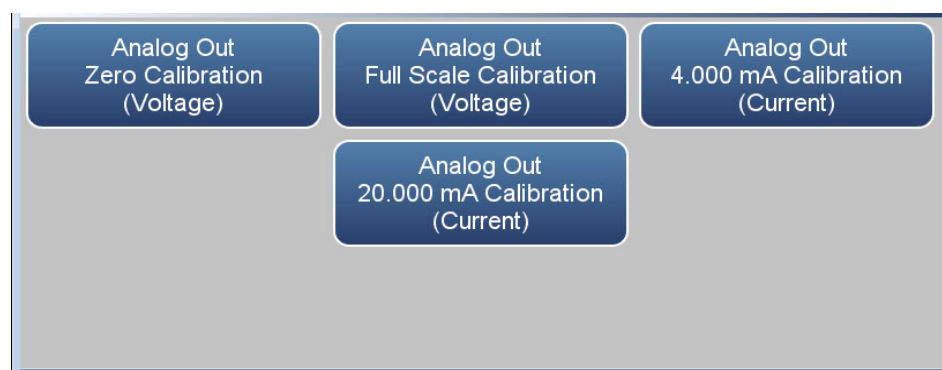 Analog Out
Zero Calibration
(Voltage)
Analog Out
Full Scale Calibration
(Voltage)
Analog Out
4.000 mA Calibration
(Current)
Analog Out
20.000 mA Calibration
(Current)